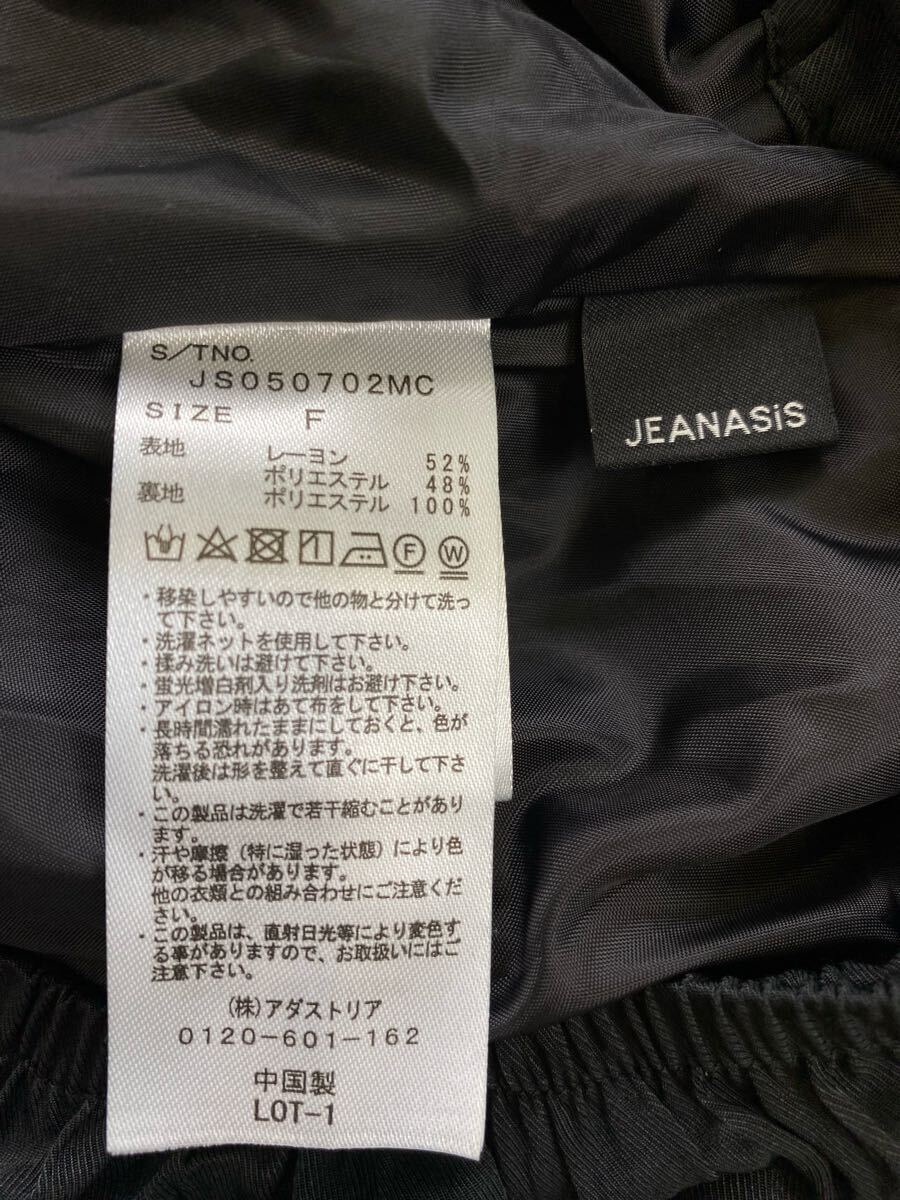 S/TNO.
JS050702MC
SIZE F
表地 レーヨン 52%
ポリエステル 48%
裏地 ポリエステル 100%
F W
・移染しやすいので他の物と分けて洗っ
て下さい。
・洗濯ネットを使用して下さい。
・揉み洗いは避けて下さい。
・蛍光増白剤入り洗剤はお避け下さい。
・アイロン時はあて布をして下さい。
・長時間濡れたままにしておくと、色が
落ちる恐れがあります。
洗濯後は形を整えて直ぐに干して下さ
い。
・この製品は洗濯で若干縮むことがあり
ます。
・汗や摩擦(特に湿った状態)により色
が移る場合があります。
他の衣類との組み合わせにご注意くだ
さい。
・この製品は、直射日光等により変色す
る事がありますので、お取扱いにはご
注意下さい。
(株)アダストリア
0120-601-162
中国製
LOT-1
JEANASiS